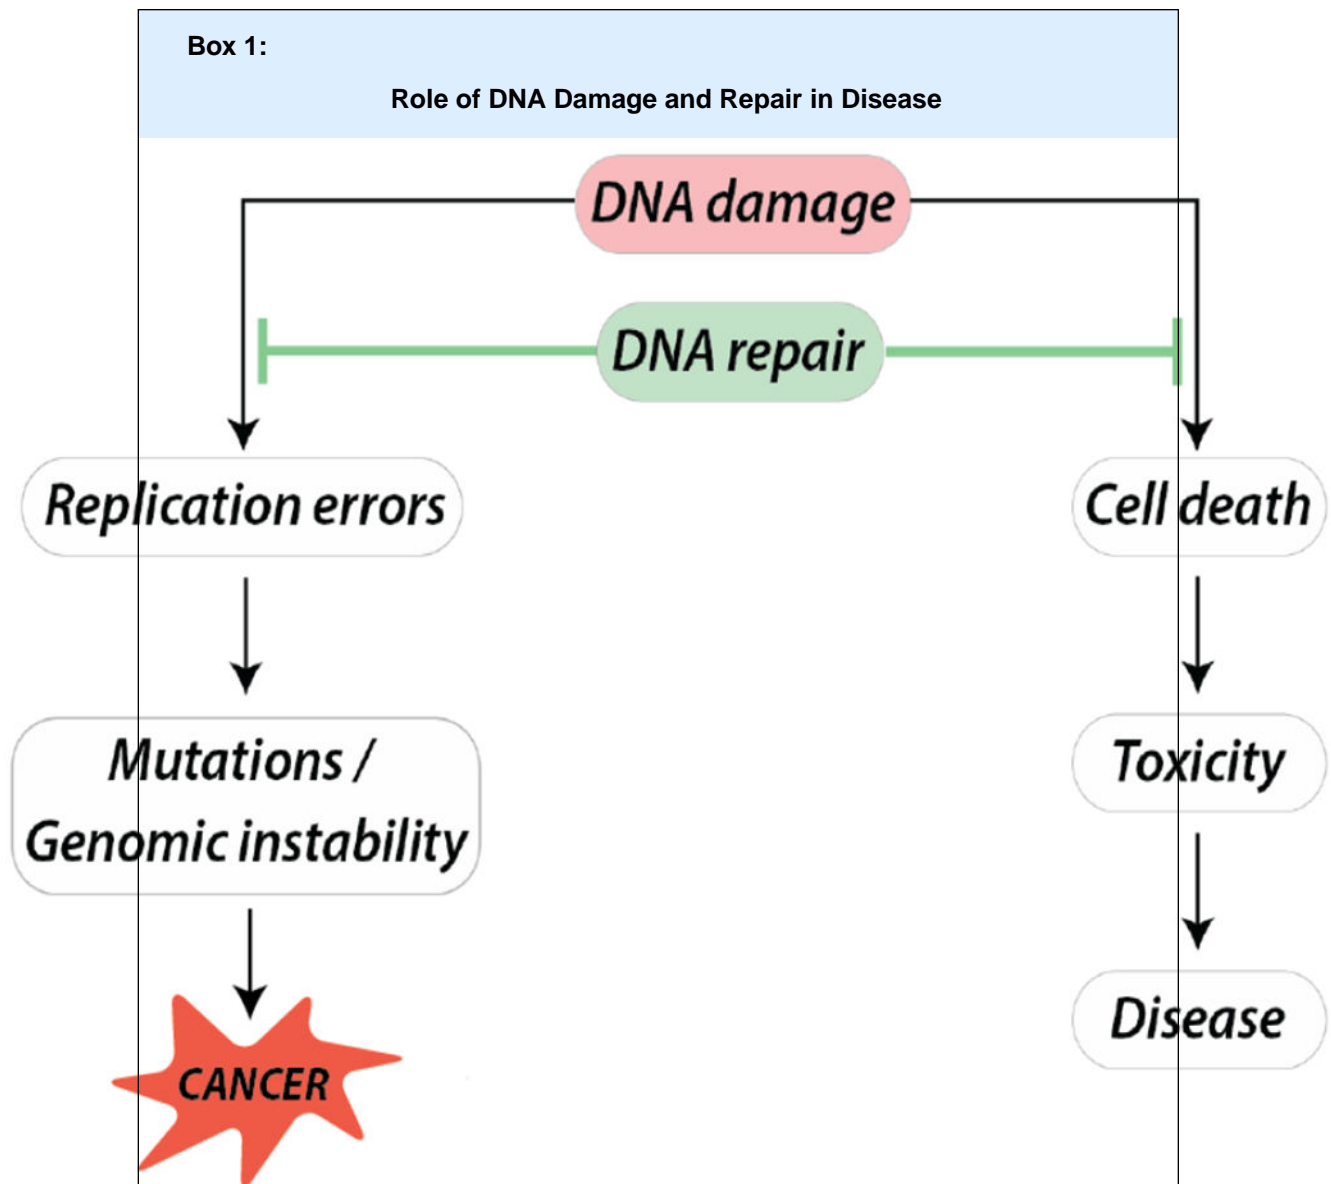 Box 1:
Role of DNA Damage and Repair in Disease
DNA damage
DNA repair
Replication errors
Cell death
Mutations /
Genomic instability
Toxicity
Disease
CANCER